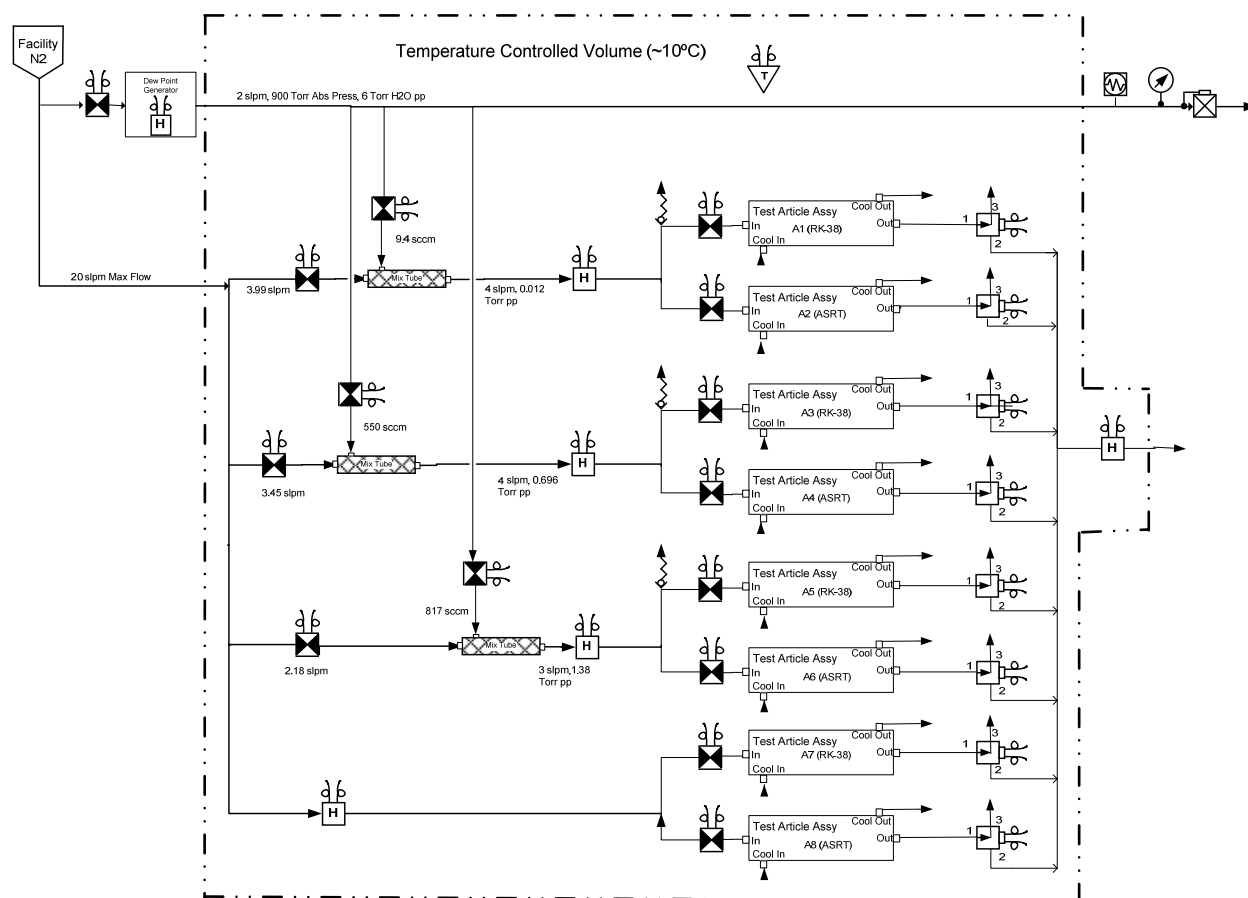 Facility
N2
Temperature Controlled Volume (~10ºC)
T
Dew Point
Generator
H
2 slpm, 900 Torr Abs Press, 6 Torr H2O pp
20 slpm Max Flow
9.4 sccm
3.99 slpm
Mix Tube
4 slpm, 0.012
Torr pp
H
550 sccm
3.45 slpm
Mix Tube
4 slpm, 0.696
Torr pp
H
817 sccm
2.18 slpm
Mix Tube
3 slpm,1.38
Torr pp
H
H
Cool Out
Test Article Assy
Out
In
A1 (RK-38)
Cool In
1
3
2
Cool Out
Test Article Assy
Out
In
A2 (ASRT)
Cool In
1
3
2
Cool Out
Test Article Assy
Out
In
A3 (RK-38)
Cool In
1
3
2
Cool Out
Test Article Assy
Out
In
A4 (ASRT)
Cool In
1
3
2
Cool Out
Test Article Assy
Out
In
A5 (RK-38)
Cool In
1
3
2
Cool Out
Test Article Assy
Out
In
A6 (ASRT)
Cool In
1
3
2
Cool Out
Test Article Assy
Out
In
A7 (RK-38)
Cool In
1
3
2
Cool Out
Test Article Assy
Out
In
A8 (ASRT)
Cool In
1
3
2
H